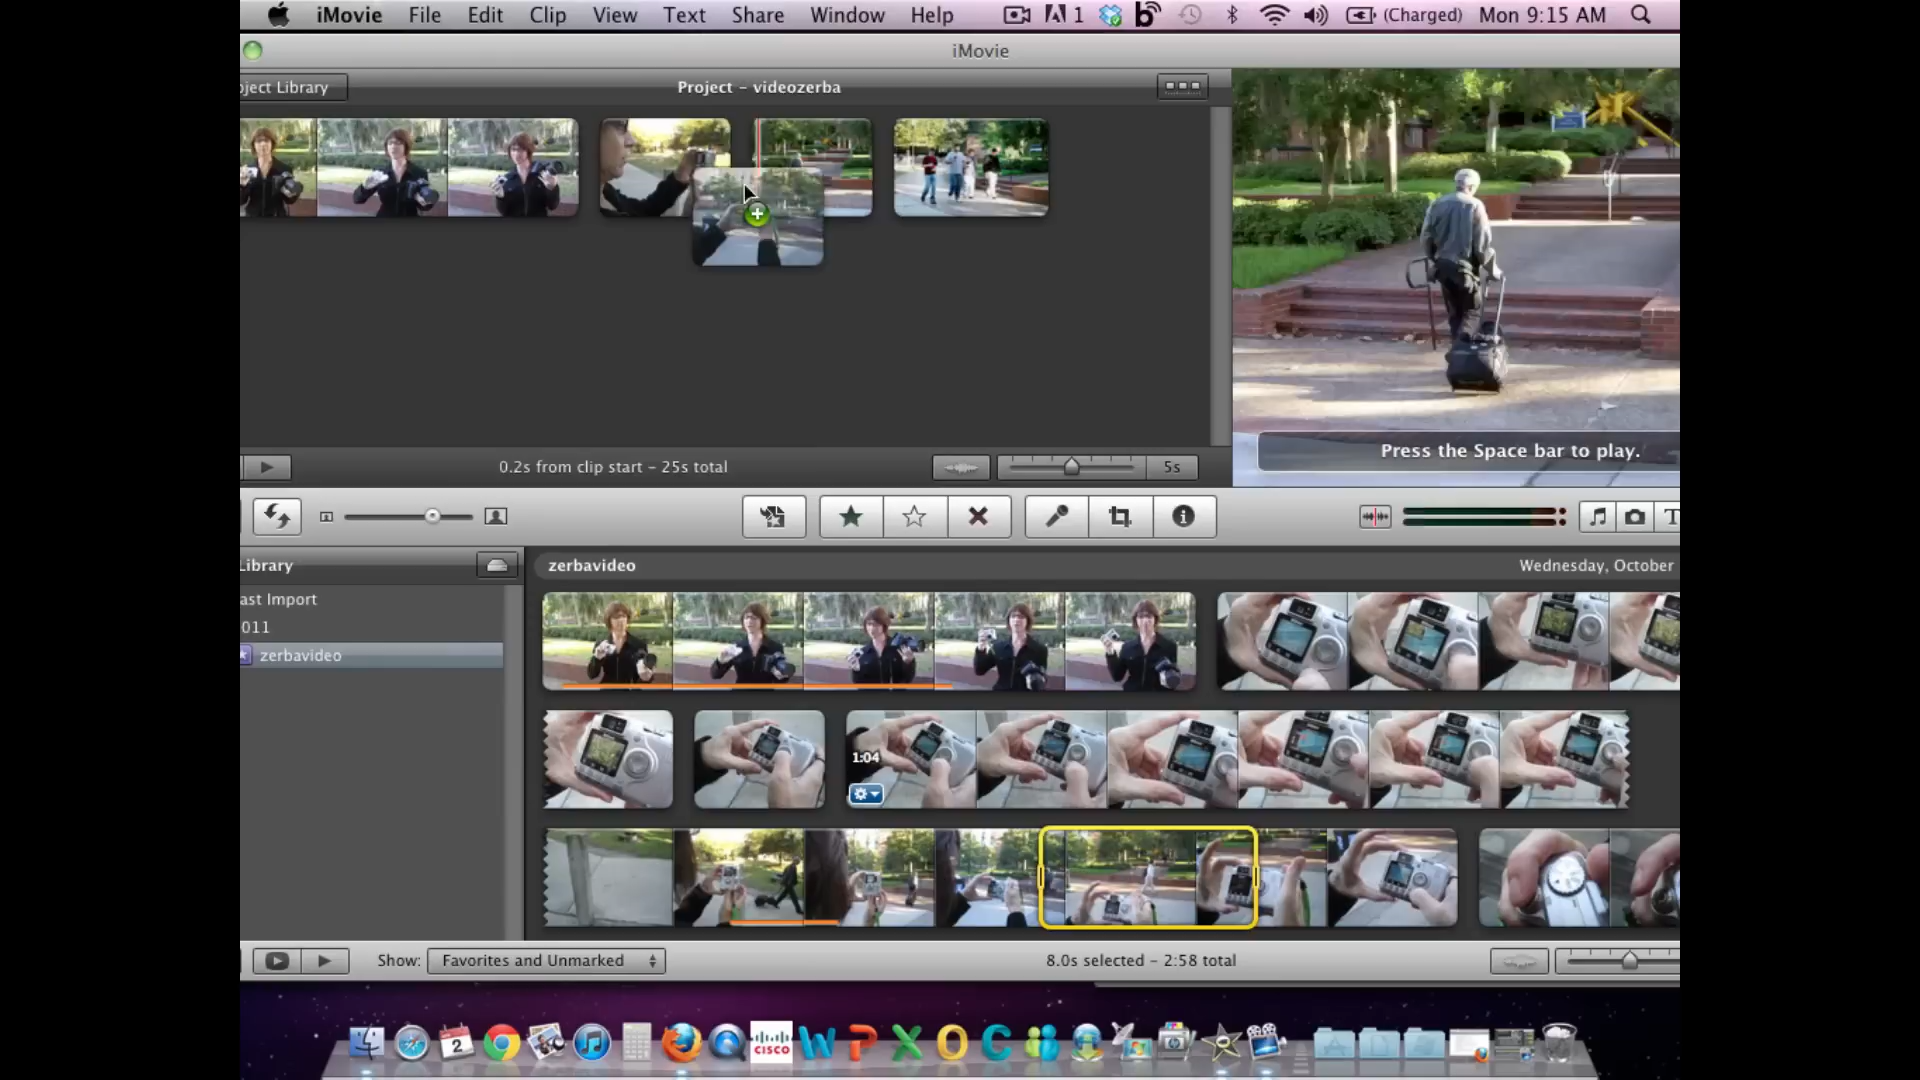 iMovie File Edit Clip View Text Share Window Help 1 (Charged) Mon 9:15 AM
iMovie
ject Library Project – videozerba
Press the Space bar to play.
0.2s from clip start – 25s total 5s
Library zerbavideo Wednesday, October
ast Import
011
zerbavideo
1:04
Show: Favorites and Unmarked 8.0s selected – 2:58 total
2 CISCO W P X O C